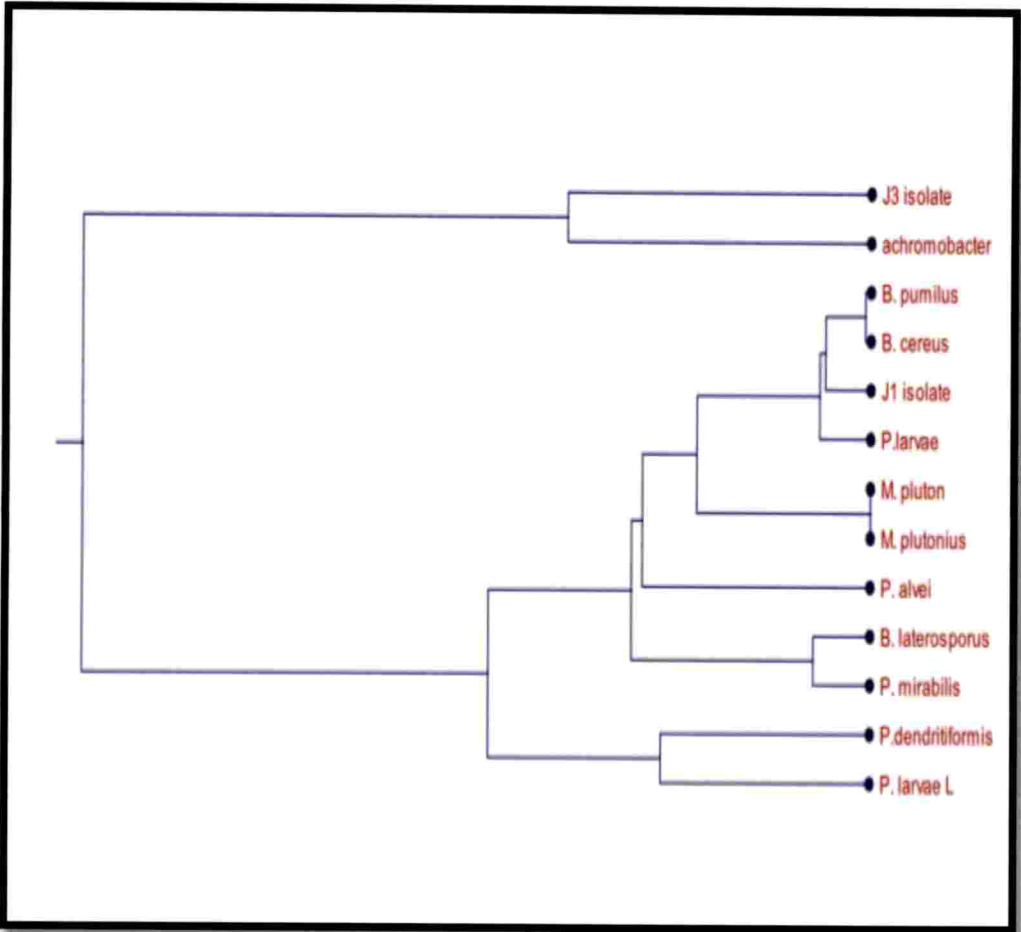 J3 isolate
achromobacter
B. pumilus
B. cereus
J1 isolate
P.larvae
M. pluton
M. plutonius
P. alvei
B. laterosporus
P. mirabilis
P.dendritiformis
P. larvae L